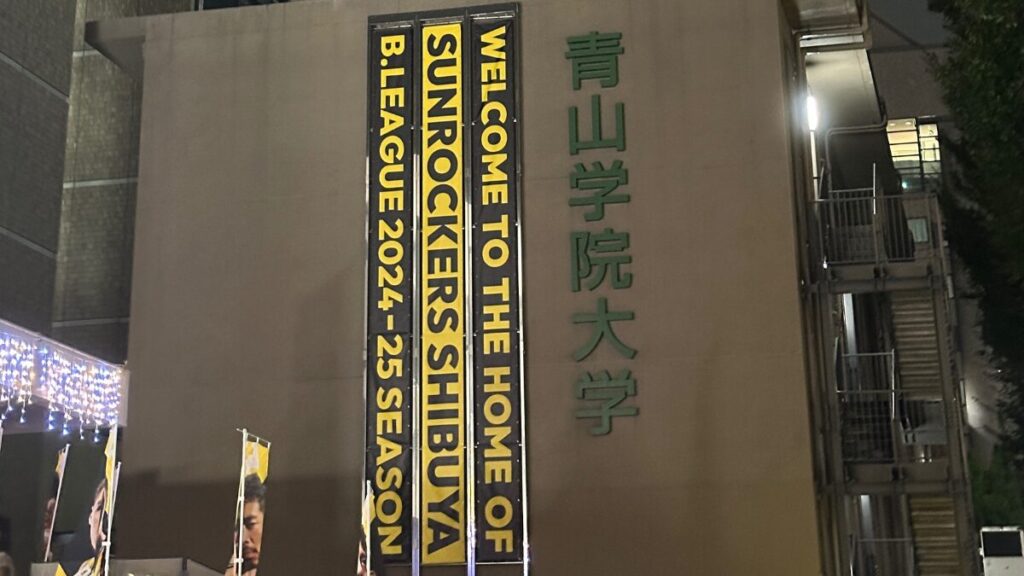 青山学院大学
WELCOME TO THE HOME OF
SUNROCKERS SHIBUYA
B.LEAGUE 2024-25 SEASON